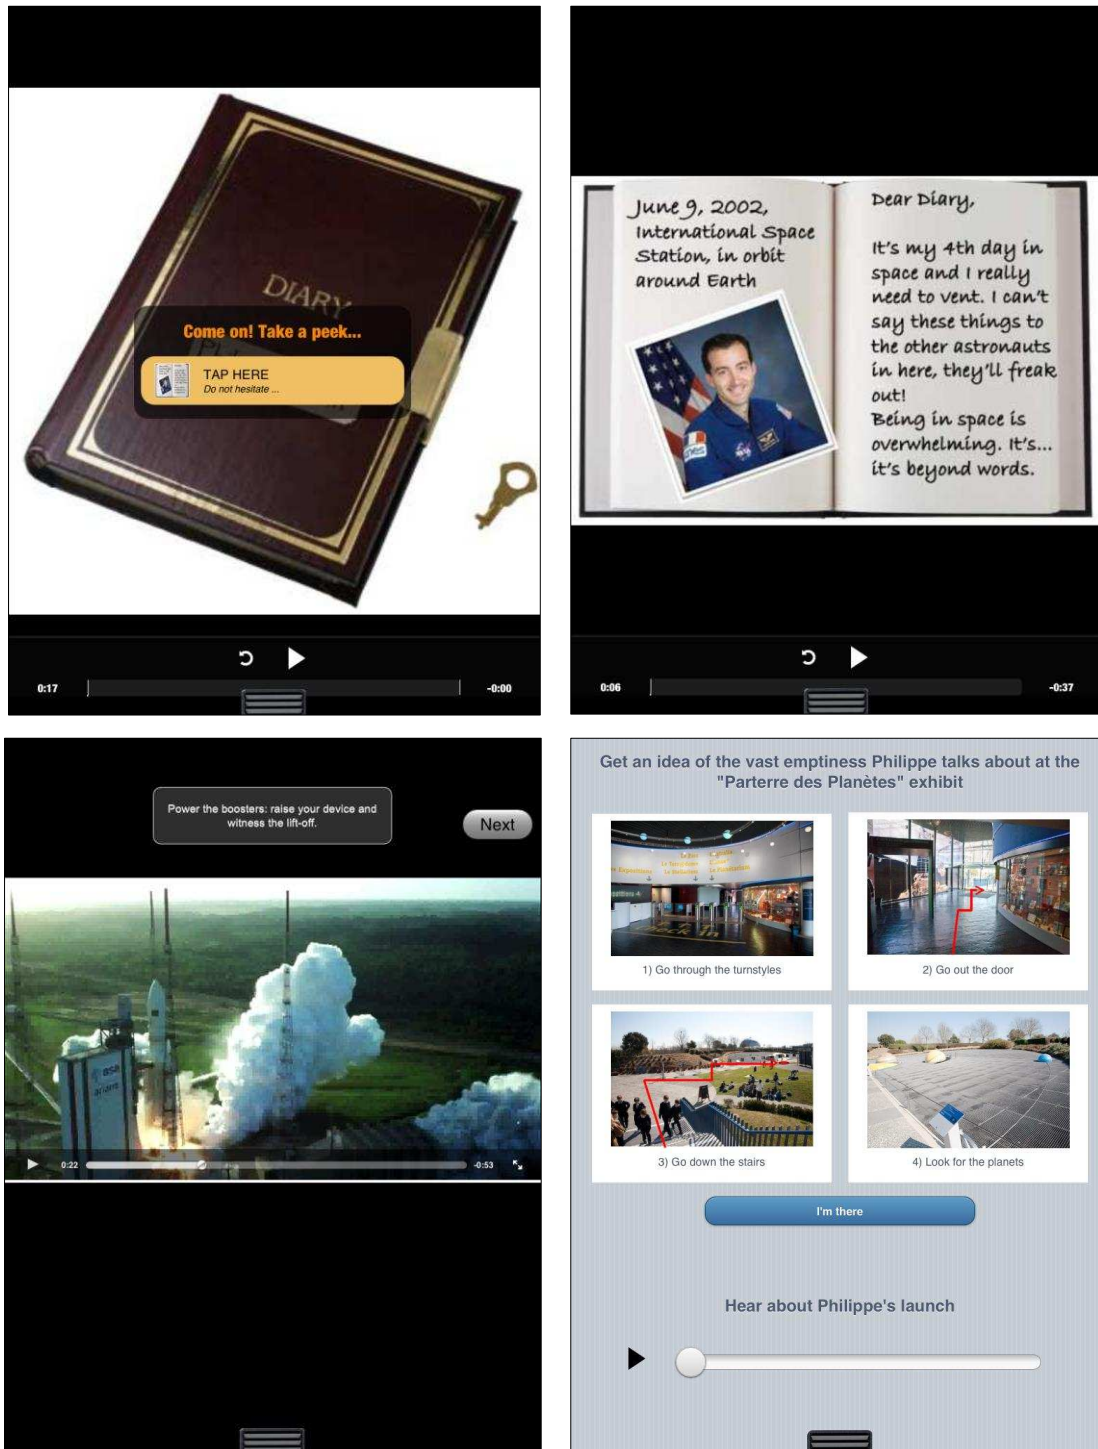 DIARY
Come on! Take a peek...
TAP HERE
Do not hesitate ...
0:17
-0:00
June 9, 2002,
International Space
Station, in orbit
around Earth
Dear Diary,
It's my 4th day in
space and I really
need to vent. I can't
say these things to
the other astronauts
in here, they'll freak
out!
Being in space is
overwhelming. It's...
it's beyond words.
0:06
-0:37
Power the boosters: raise your device and
witness the lift-off.
Next
esa
ariane
0:22
-0:53
Get an idea of the vast emptiness Philippe talks about at the
"Parterre des Planètes" exhibit
1) Go through the turnstyles
2) Go out the door
3) Go down the stairs
4) Look for the planets
I'm there
Hear about Philippe's launch